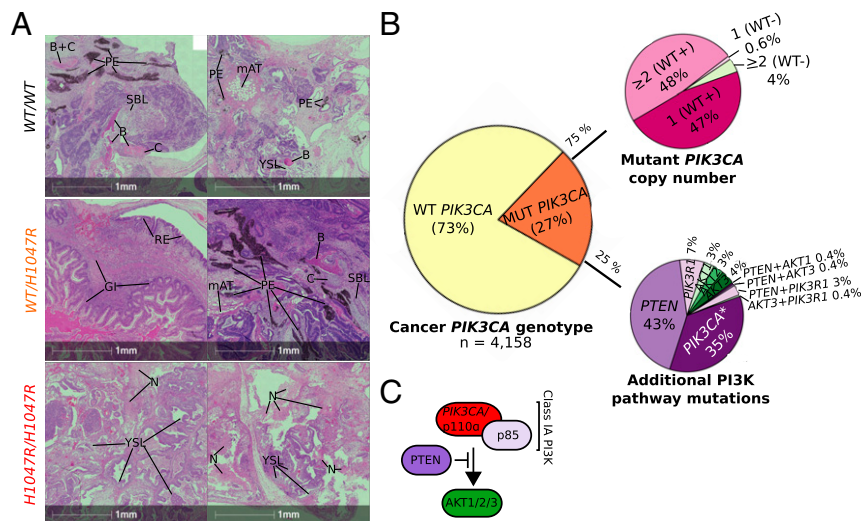 A
WT/WT
B+C
PE
SBL
B
C
1mm
PE
mAT
PE
YSL
B
1mm
WT/H1047R
RE
GI
1mm
B
C
SBL
mAT
PE
1mm
H1047R/H1047R
N
YSL
1mm
N
N
YSL
N
1mm
B
WT PIK3CA
(73%)
MUT PIK3CA
(27%)
75 %
25 %
Cancer PIK3CA genotype
n = 4,158
≥2 (WT+)
48%
1 (WT+)
47%
1 (WT-)
0.6%
≥2 (WT-)
4%
Mutant PIK3CA
copy number
PTEN
43%
PIK3R1 7%
3%
3%
4%
PTEN+AKT1 0.4%
PTEN+AKT3 0.4%
PTEN+PIK3R1 3%
AKT3+PIK3R1 0.4%
PIK3CA*
35%
Additional PI3K
pathway mutations
C
PIK3CA/
p110α
p85
Class IA PI3K
PTEN
AKT1/2/3